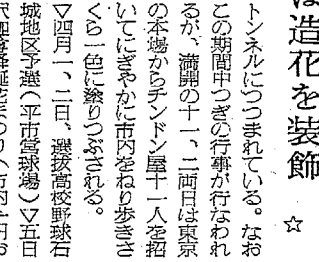 は造花を装飾
☆
トンネルにつつまれている。なお
この期間中つぎの行事が行なわれ
るが、満開の十一、二両日は東京
の本場からチンドン屋十一人を招
いてにぎやかに市内をねり歩きさ
くら一色に塗りつぶされる。
▽四月一、二日、選抜高校野球石
城地区予選（平市営球場）▽五日